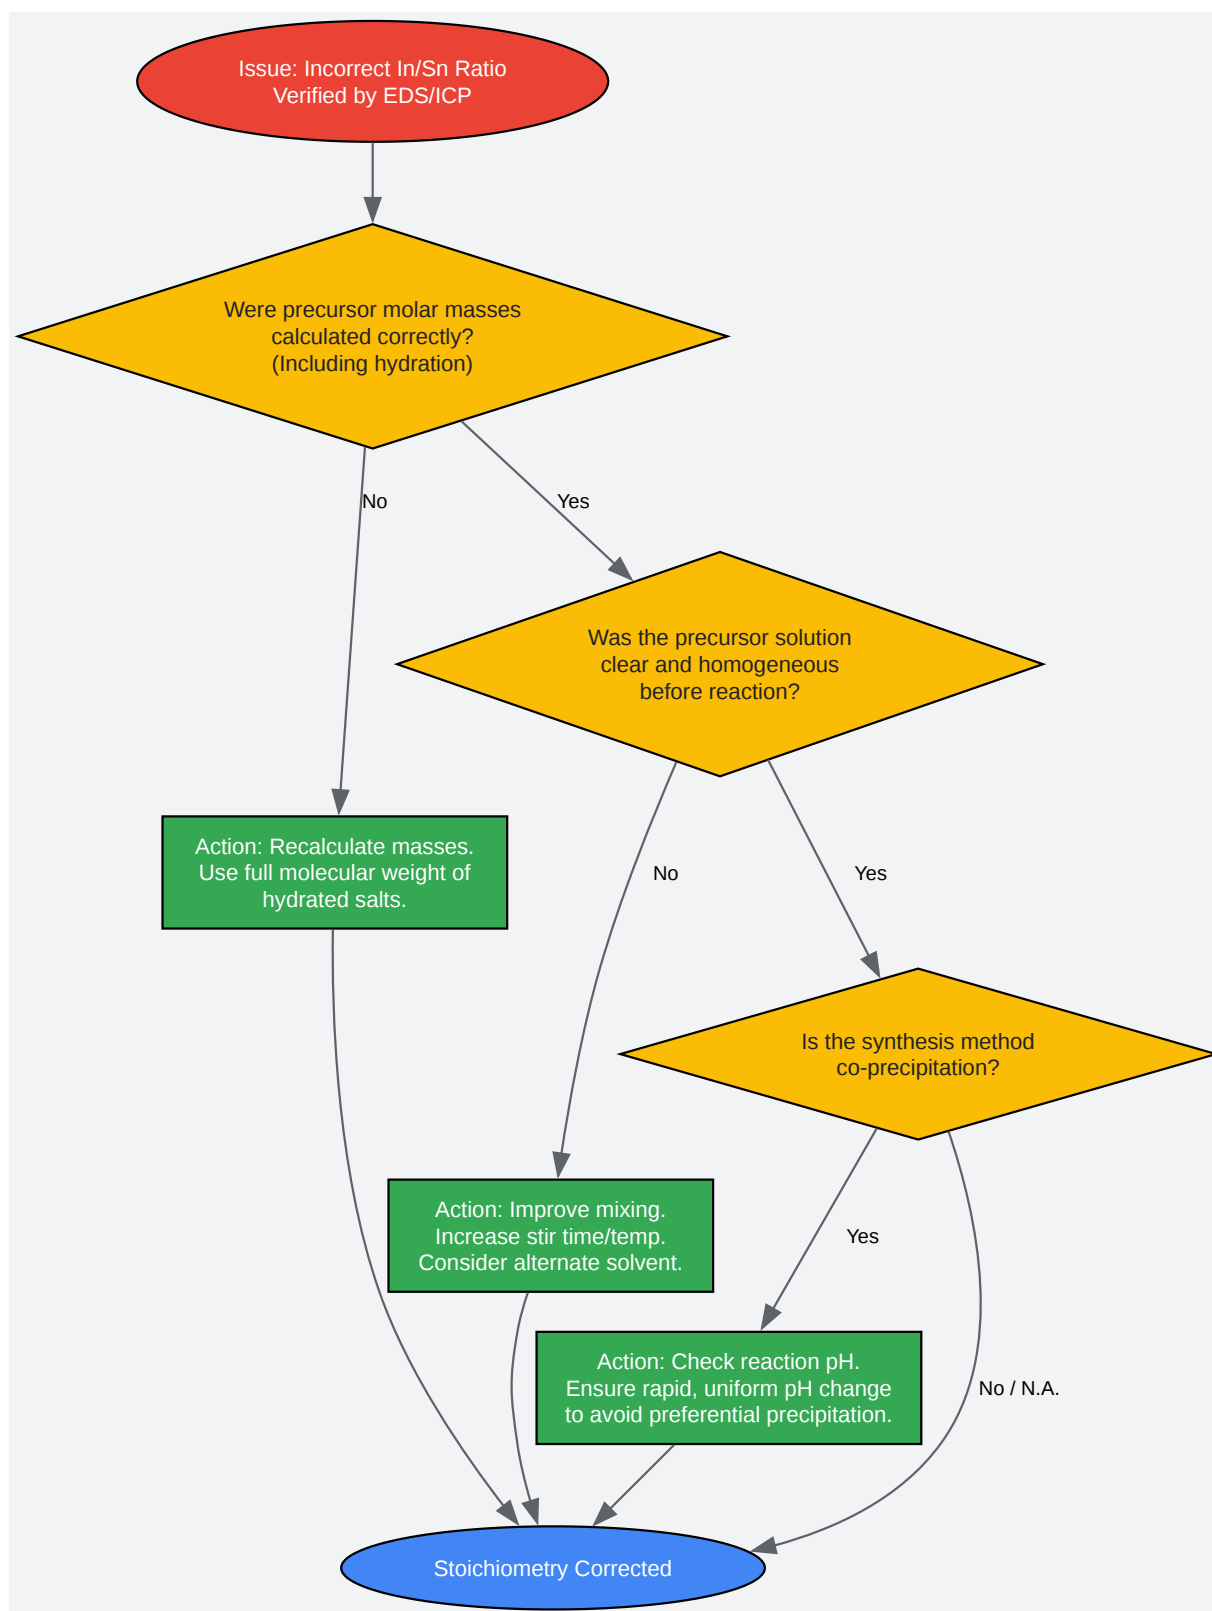 Issue: Incorrect In/Sn Ratio
Verified by EDS/ICP
Were precursor molar masses
calculated correctly?
(Including hydration)
No
Yes
Was the precursor solution
clear and homogeneous
before reaction?
Action: Recalculate masses.
Use full molecular weight of
hydrated salts.
No
Yes
Is the synthesis method
co-precipitation?
Action: Improve mixing.
Increase stir time/temp.
Consider alternate solvent.
Yes
Action: Check reaction pH.
Ensure rapid, uniform pH change
to avoid preferential precipitation.
No / N.A.
Stoichiometry Corrected